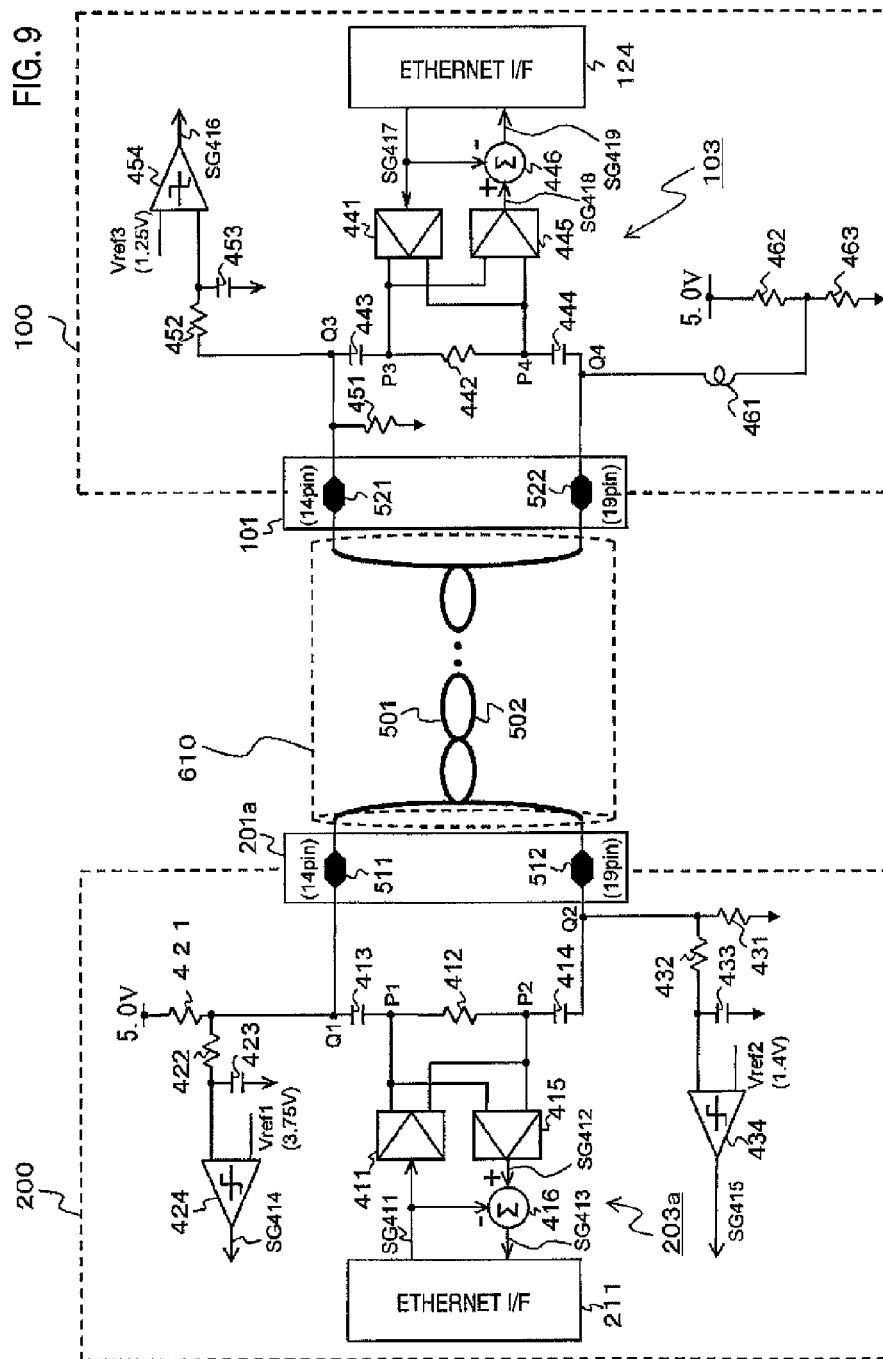 FIG. 9
200
5. 0V
4 2 1
422
423
424
Vref1
(3.75V)
SG414
Q1
413
P1
412
P2
414
Q2
411
415
SG411
SG412
+
-
Σ
416
SG413
203a
ETHERNET I/F
211
432
433
431
Vref2
(1.4V)
434
SG415
201a
(14pin)
511
512
(19pin)
610
501
502
101
(14pin)
521
522
(19pin)
100
454
SG416
Vref3
(1.25V)
453
452
Q3
443
451
P3
442
P4
444
Q4
441
445
SG417
-
+
Σ
446
SG418
SG419
ETHERNET I/F
124
103
5. 0V
462
463
461